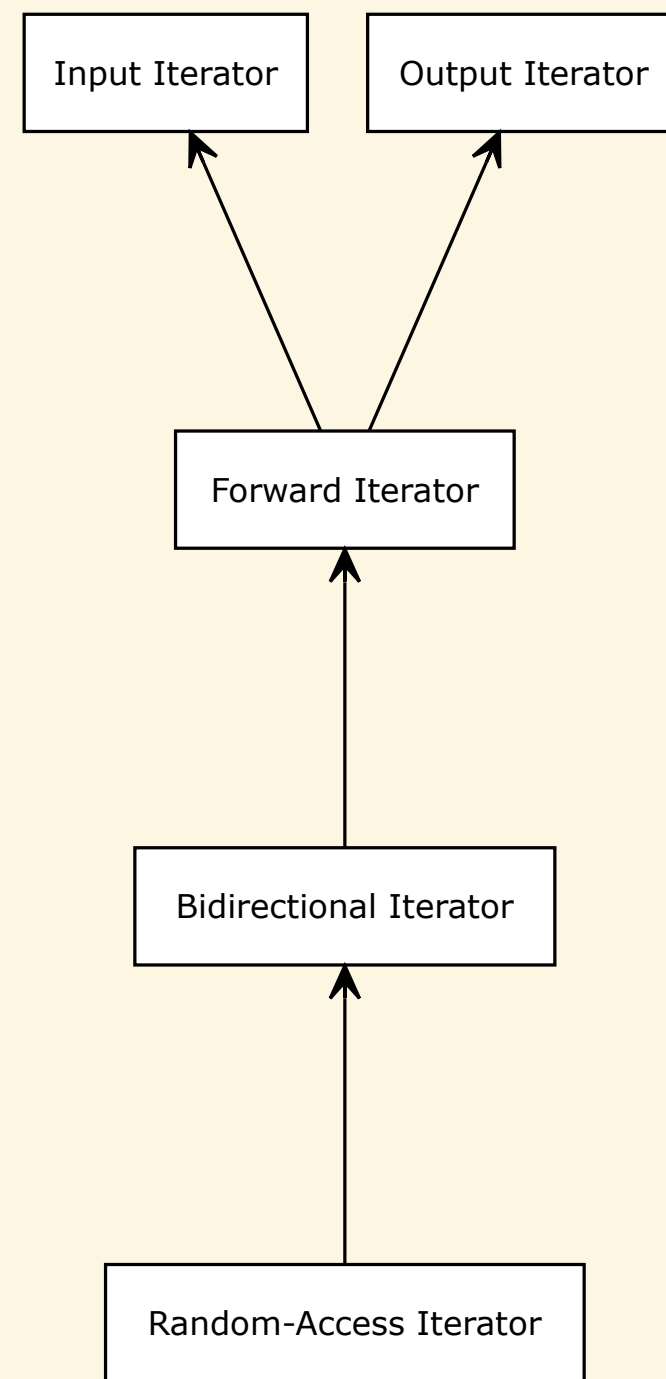 Input Iterator
Output Iterator
Forward Iterator
Bidirectional Iterator
Random-Access Iterator